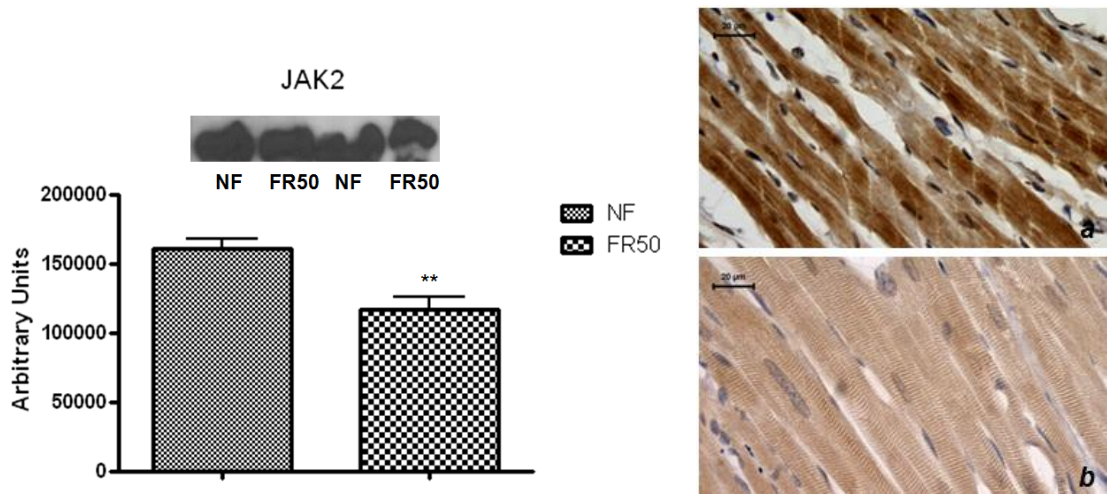 JAK2
NF FR50 NF FR50
200000
150000
100000
50000
0
Arbitrary Units
**
NF
FR50
20 µm
a
20 µm
b